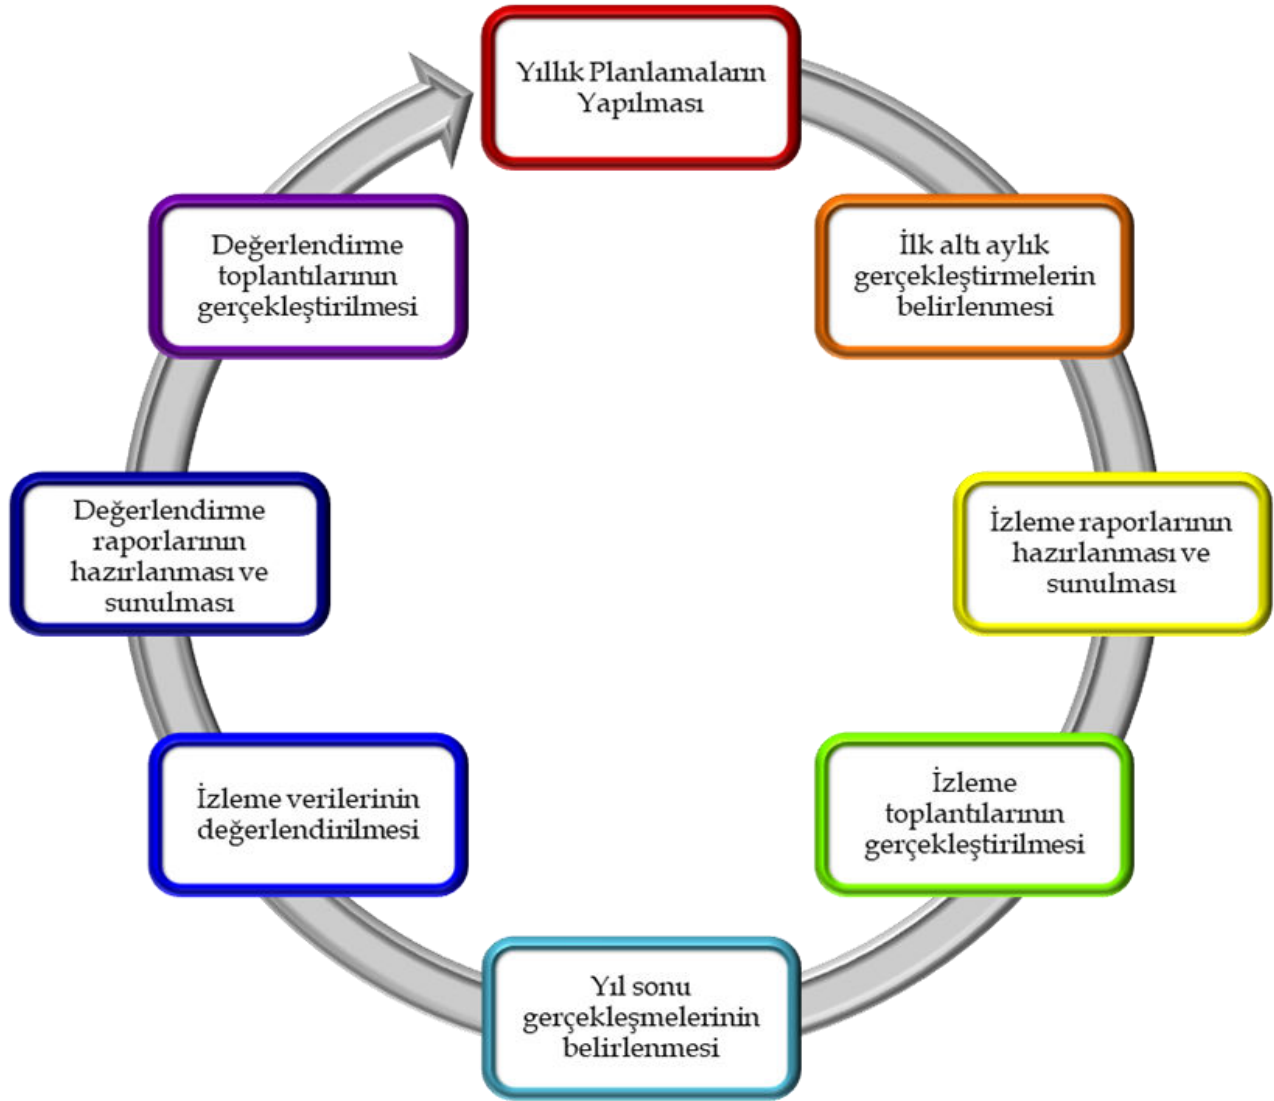 Yıllık Planlamaların
Yapılması
İlk altı aylık
gerçekleştirmelerin
belirlenmesi
İzleme raporlarının
hazırlanması ve
sunulması
İzleme
toplantılarının
gerçekleştirilmesi
Yıl sonu
gerçekleşmelerinin
belirlenmesi
İzleme verilerinin
değerlendirilmesi
Değerlendirme
raporlarının
hazırlanması ve
sunulması
Değerlendirme
toplantılarının
gerçekleştirilmesi